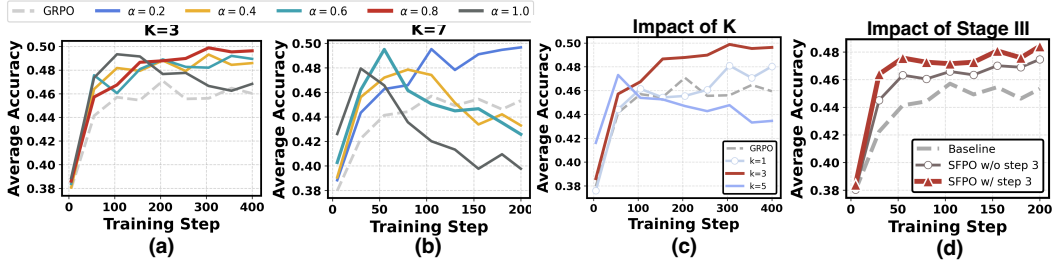 GRPO α = 0.2 α = 0.4 α = 0.6 α = 0.8 α = 1.0
K=3
Average Accuracy
0.50
0.48
0.46
0.44
0.42
0.40
0.38
0 100 200 300 400
Training Step
(a)
K=7
Average Accuracy
0.50
0.48
0.46
0.44
0.42
0.40
0.38
0 50 100 150 200
Training Step
(b)
Impact of K
Average Accuracy
0.50
0.48
0.46
0.44
0.42
0.40
0.38
GRPO
k=1
k=3
k=5
0 100 200 300 400
Training Step
(c)
Impact of Stage III
Average Accuracy
0.48
0.46
0.44
0.42
0.40
0.38
Baseline
SFPO w/o step 3
SFPO w/ step 3
0 50 100 150 200
Training Step
(d)